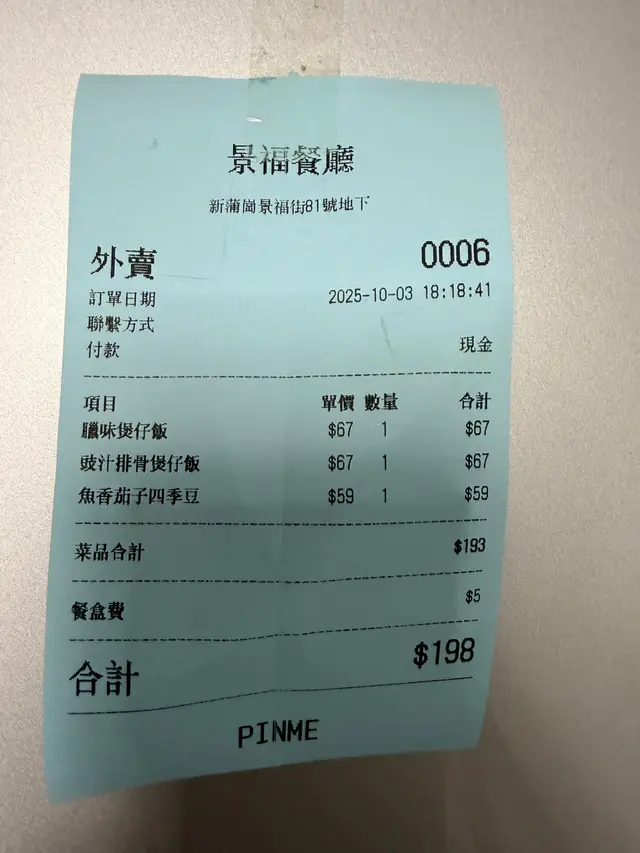 景福餐廳
新蒲崗景福街81號地下
外賣 0006
訂單日期 2025-10-03 18:18:41
聯繫方式
付款 現金
項目 單價 數量 合計
臘味煲仔飯 $67 1 $67
豉汁排骨煲仔飯 $67 1 $67
魚香茄子四季豆 $59 1 $59
菜品合計 $193
餐盒費 $5
合計 $198
PINME